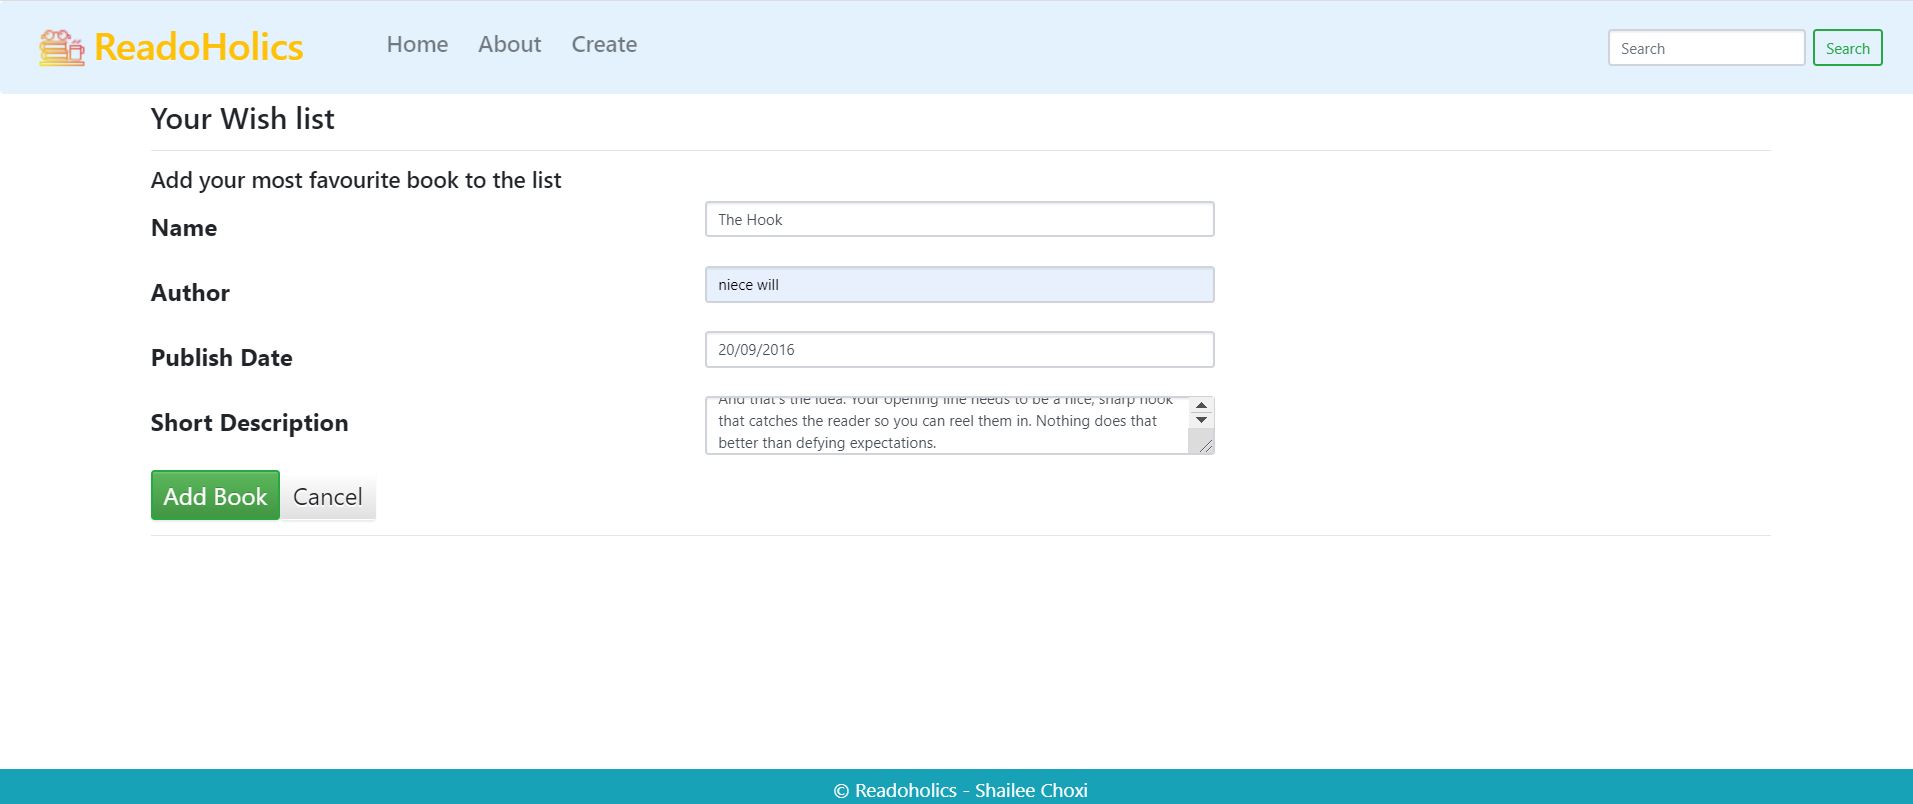 ReadoHolics
Home About Create
Search
Search
Your Wish list
Add your most favourite book to the list
Name
The Hook
Author
niece will
Publish Date
20/09/2016
Short Description
And that's the idea. Your opening line needs to be a nice, sharp hook
that catches the reader so you can reel them in. Nothing does that
better than defying expectations.
Add Book Cancel
© Readoholics - Shailee Choxi